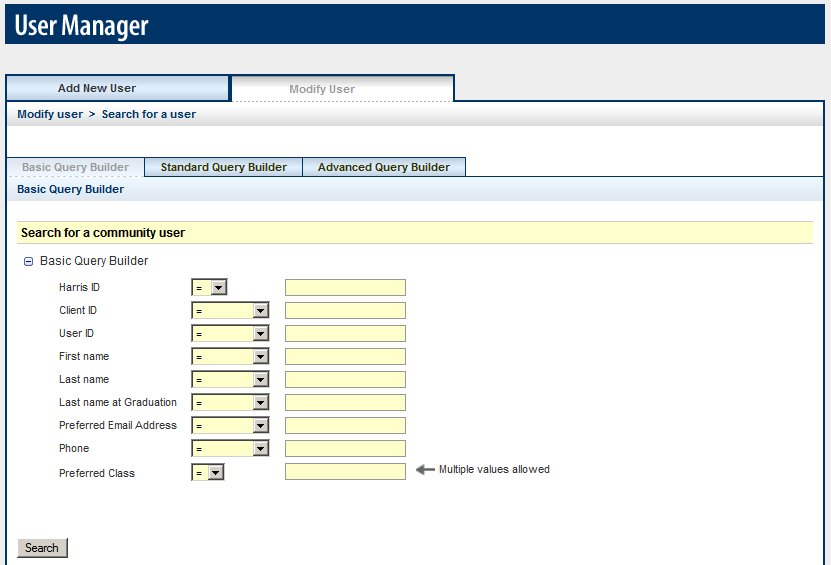 User Manager
Add New User Modify User
Modify user > Search for a user
Basic Query Builder Standard Query Builder Advanced Query Builder
Basic Query Builder
Search for a community user
Basic Query Builder
Harris ID =
Client ID =
User ID =
First name =
Last name =
Last name at Graduation =
Preferred Email Address =
Phone =
Preferred Class = Multiple values allowed
Search